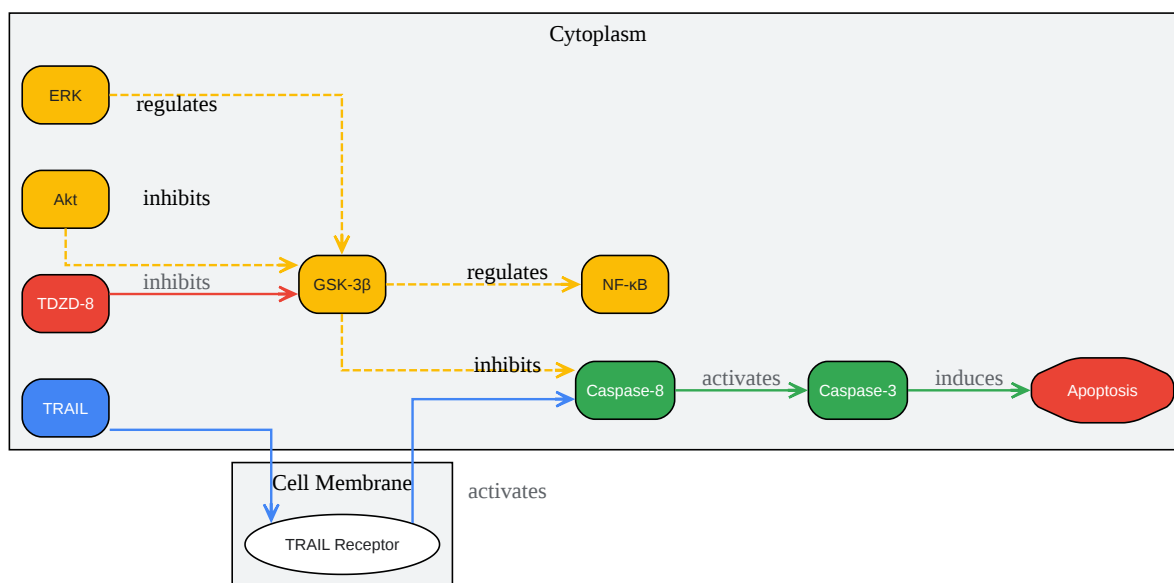 Cytoplasm
ERK
regulates
Akt
inhibits
TDZD-8
inhibits
GSK-3β
regulates
NF-κB
inhibits
Caspase-8
activates
Caspase-3
induces
Apoptosis
TRAIL
Cell Membrane
activates
TRAIL Receptor